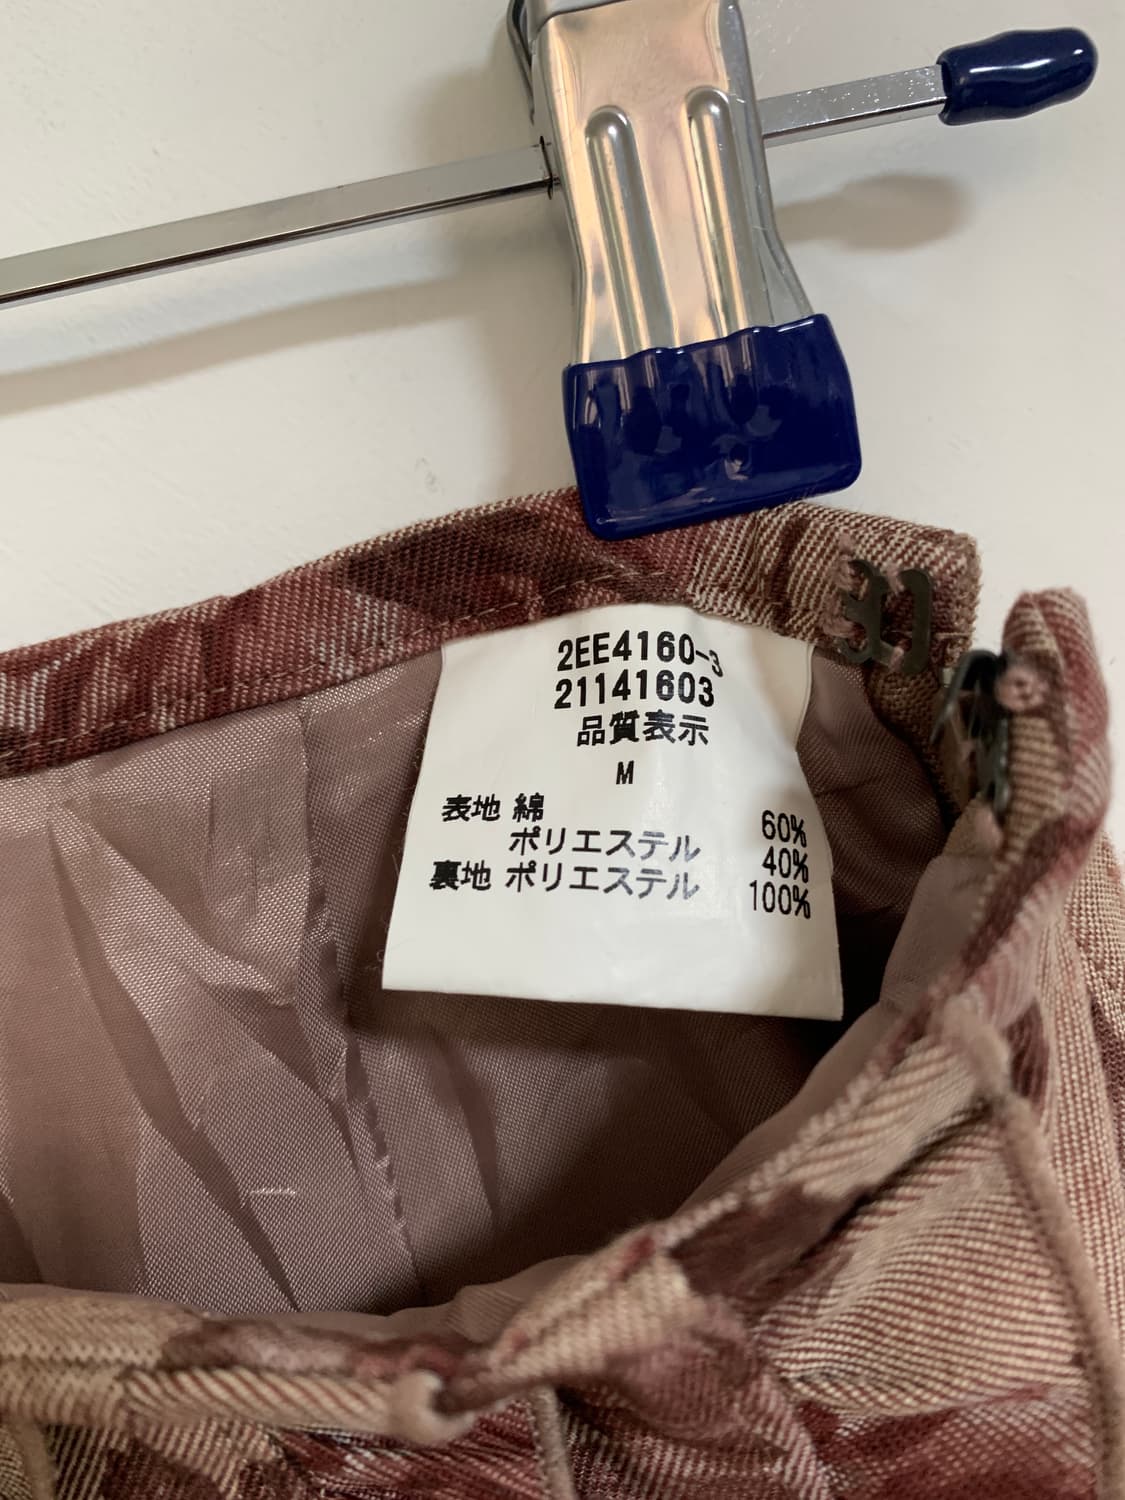 2EE4160-3
21141603
品質表示
M
表地 綿 60%
ポリエステル 40%
裏地 ポリエステル 100%